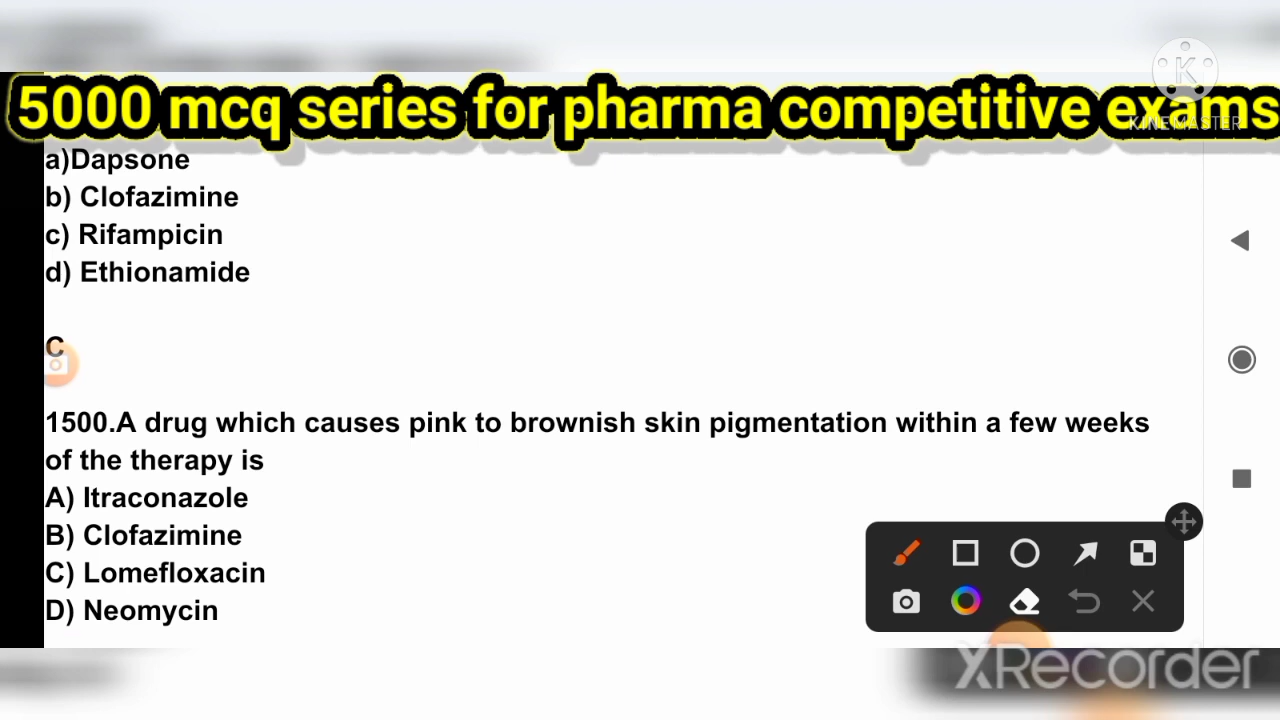 5000 mcq series for pharma competitive exams
K
KINEMASTER
a)Dapsone
b) Clofazimine
c) Rifampicin
d) Ethionamide
C
1500.A drug which causes pink to brownish skin pigmentation within a few weeks
of the therapy is
A) Itraconazole
B) Clofazimine
C) Lomefloxacin
D) Neomycin
XRecorder